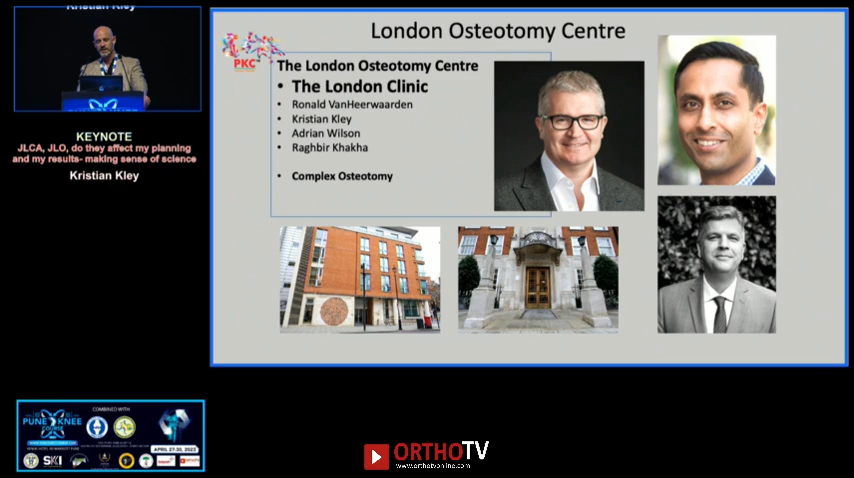 Kristian Kley
KEYNOTE
JLCA, JLO, do they affect my planning
and my results- making sense of science
Kristian Kley
London Osteotomy Centre
PKC
The London Osteotomy Centre
• The London Clinic
• Ronald VanHeerwaarden
• Kristian Kley
• Adrian Wilson
• Raghbir Khakha
• Complex Osteotomy
PUNE KNEE
COURSE
COMBINED WITH
APRIL 27-30, 2023
SKI
ORTHOTV
www.orthotvonline.com